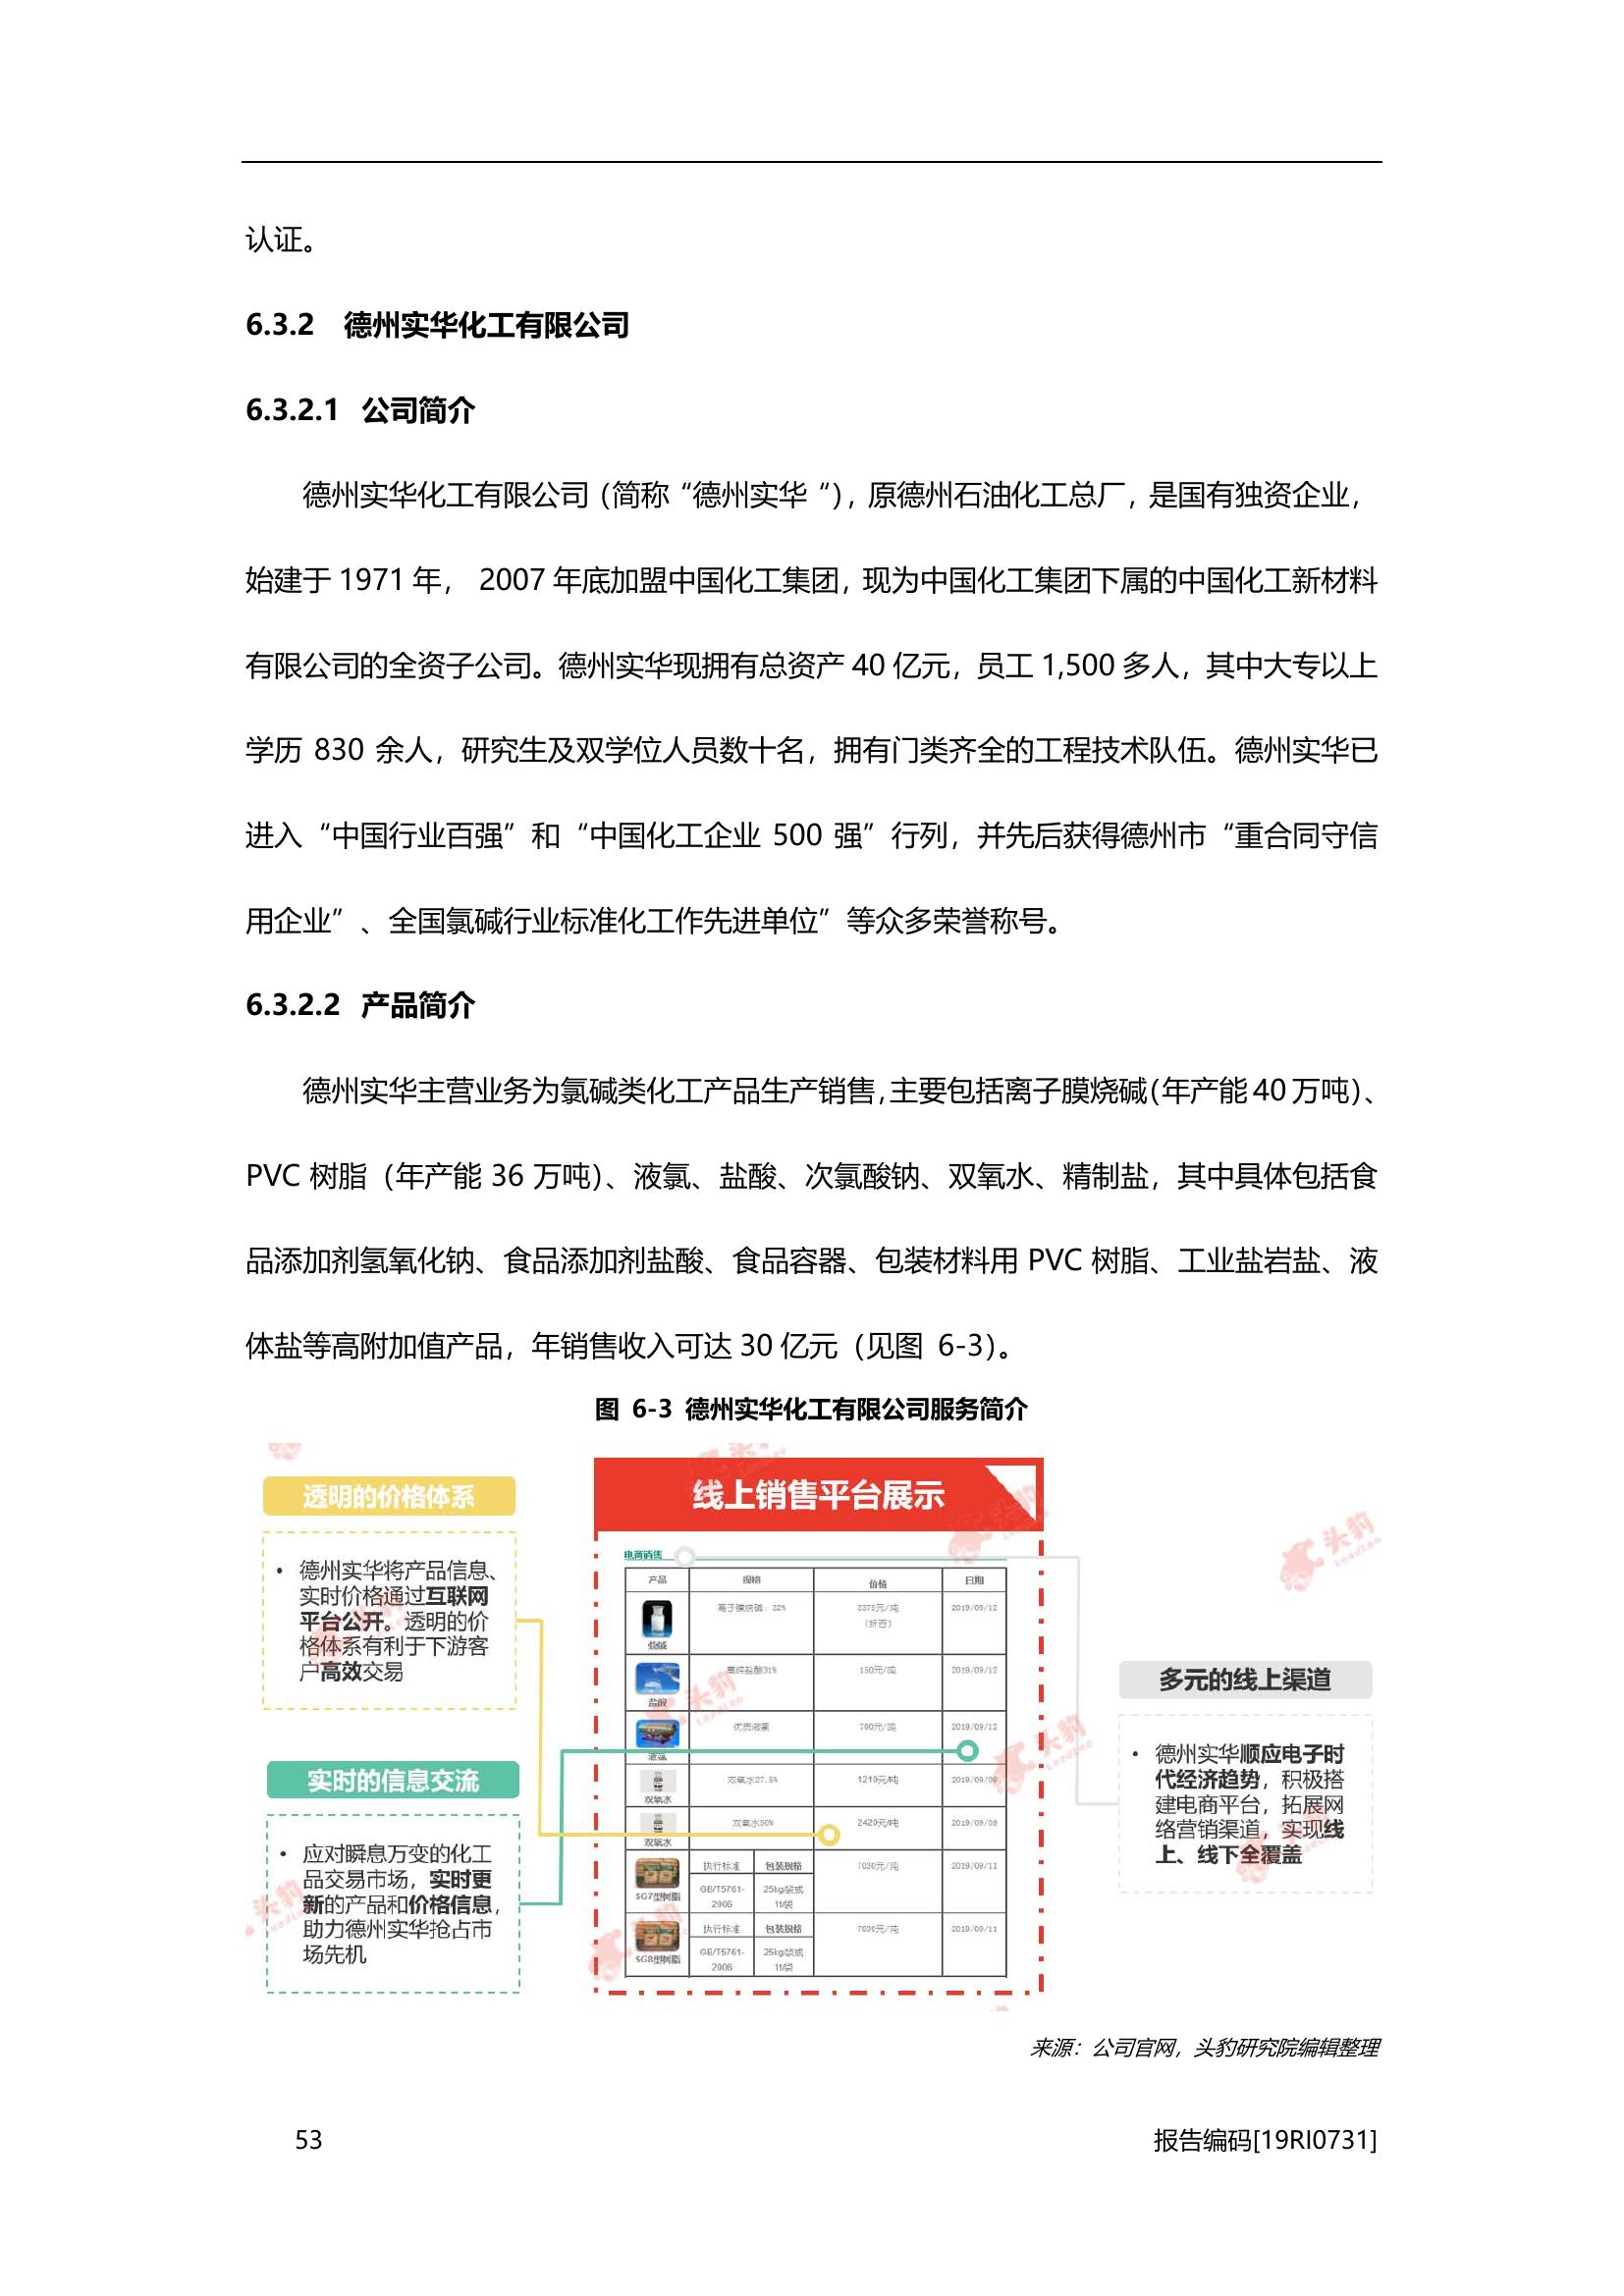 认证。
6.3.2 德州实华化工有限公司
6.3.2.1 公司简介
德州实华化工有限公司（简称“德州实华“），原德州石油化工总厂，是国有独资企业，
始建于 1971 年， 2007 年底加盟中国化工集团，现为中国化工集团下属的中国化工新材料
有限公司的全资子公司。德州实华现拥有总资产 40 亿元，员工 1,500 多人，其中大专以上
学历 830 余人，研究生及双学位人员数十名，拥有门类齐全的工程技术队伍。德州实华已
进入“中国行业百强”和“中国化工企业 500 强”行列，并先后获得德州市“重合同守信
用企业”、全国氯碱行业标准化工作先进单位”等众多荣誉称号。
6.3.2.2 产品简介
德州实华主营业务为氯碱类化工产品生产销售，主要包括离子膜烧碱（年产能 40 万吨）、
PVC 树脂（年产能 36 万吨）、液氯、盐酸、次氯酸钠、双氧水、精制盐，其中具体包括食
品添加剂氢氧化钠、食品添加剂盐酸、食品容器、包装材料用 PVC 树脂、工业盐岩盐、液
体盐等高附加值产品，年销售收入可达 30 亿元（见图 6-3）。
图 6-3 德州实华化工有限公司服务简介
透明的价格体系
• 德州实华将产品信息、
实时价格通过互联网
平台公开。透明的价
格体系有利于下游客
户高效交易
实时的信息交流
• 应对瞬息万变的化工
品交易市场，实时更
新的产品和价格信息，
助力德州实华抢占市
场先机
线上销售平台展示
电商销售
产品 规格 价格 日期
离子膜烧碱：32% 2019/09/12
（折百）
烧碱
高纯盐酸31% 150元/吨 2019/09/12
盐酸
优质液氯 700元/吨 2019/09/12
液氯
双氧水27.5% 1210元/吨
双氧水
双氧水50% 2420元/吨
双氧水
执行标准 包装规格 7030元/吨 2019/09/11
GB/T5761-2006 25kg/袋或1t/袋
SG7型树脂
执行标准 包装规格 2019/09/11
GB/T5761-2006 25kg/袋或1t/袋
SG8型树脂
多元的线上渠道
• 德州实华顺应电子时
代经济趋势，积极搭
建电商平台，拓展网
络营销渠道，实现线
上、线下全覆盖
头豹
来源：公司官网，头豹研究院编辑整理
53
报告编码[19RI0731]